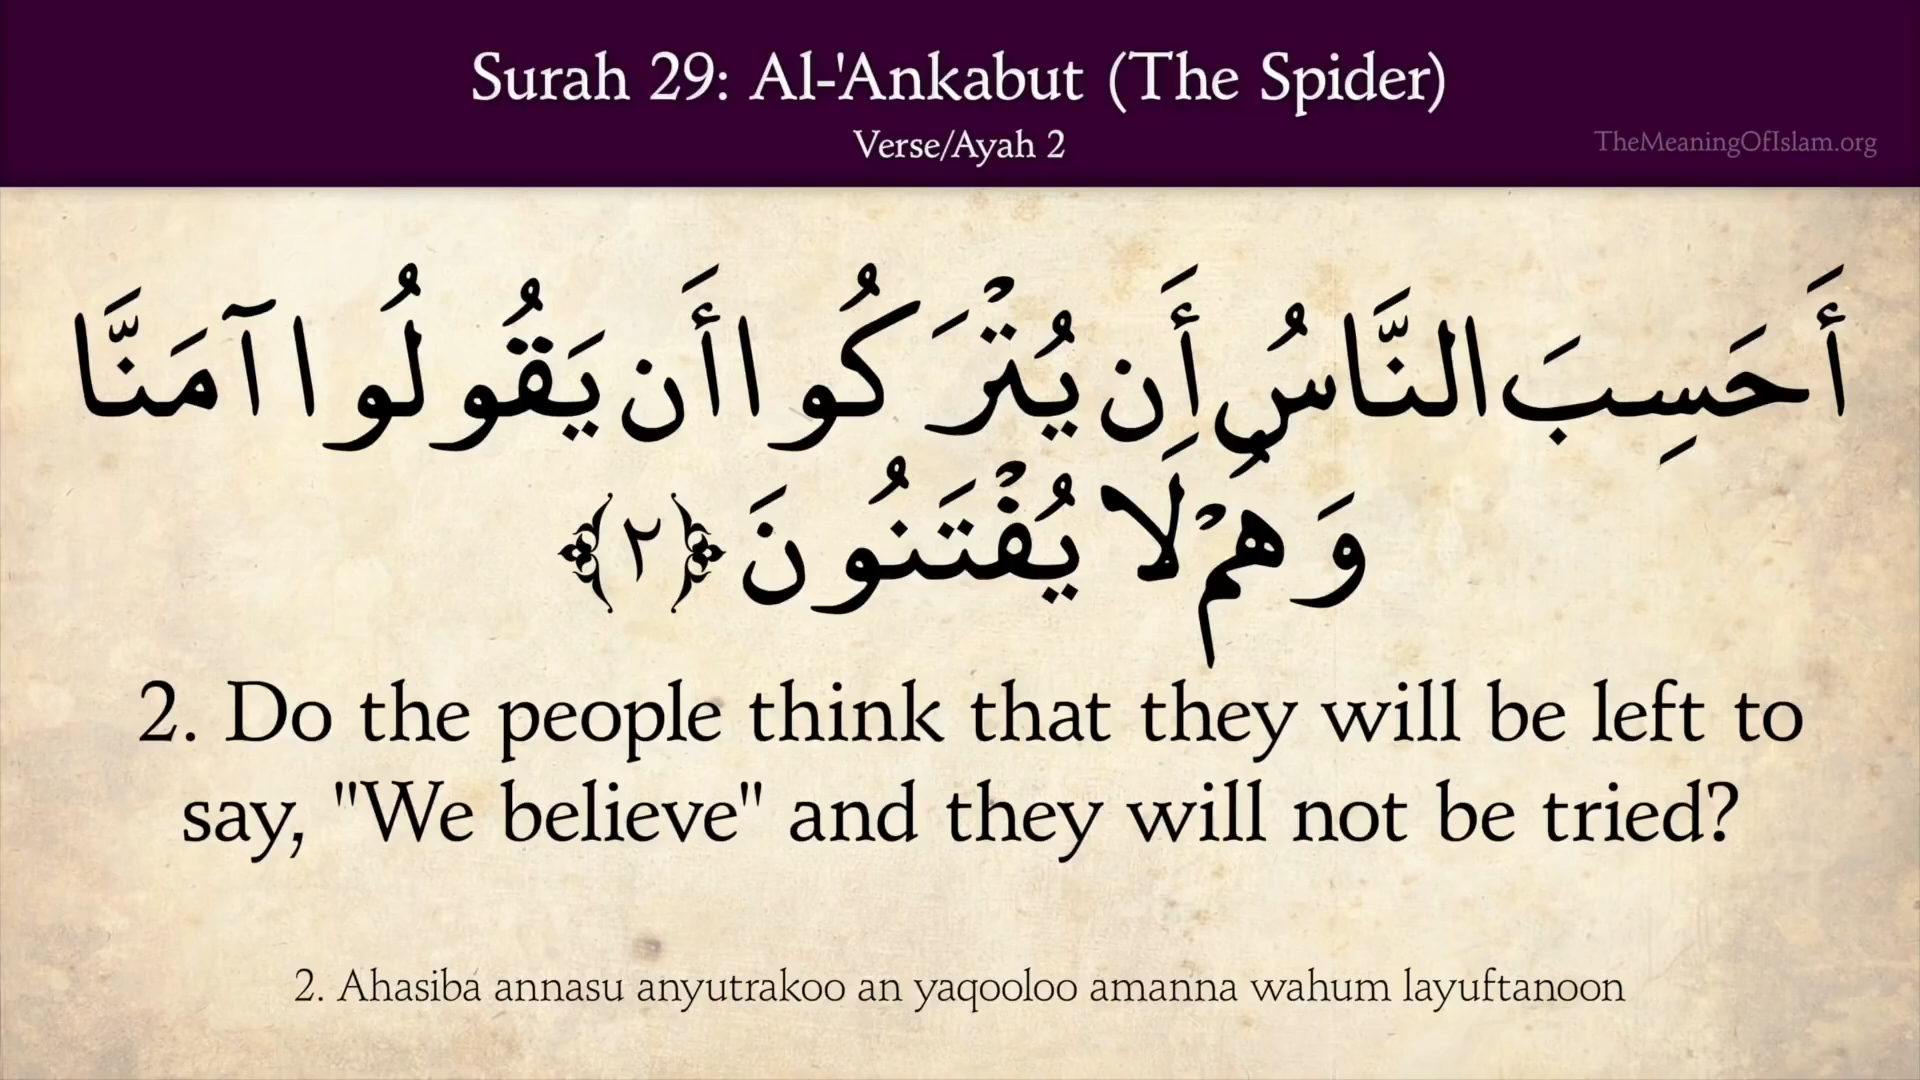 Surah 29: Al-'Ankabut (The Spider)
Verse/Ayah 2
TheMeaningOfIslam.org
أَحَسِبَ النَّاسُ أَن يُتْرَكُوا أَن يَقُولُوا آمَنَّا
وَهُمْ لَا يُفْتَنُونَ ﴿٢﴾
2. Do the people think that they will be left to
say, "We believe" and they will not be tried?
2. Ahasiba annasu anyutrakoo an yaqooloo amanna wahum layuftanoon